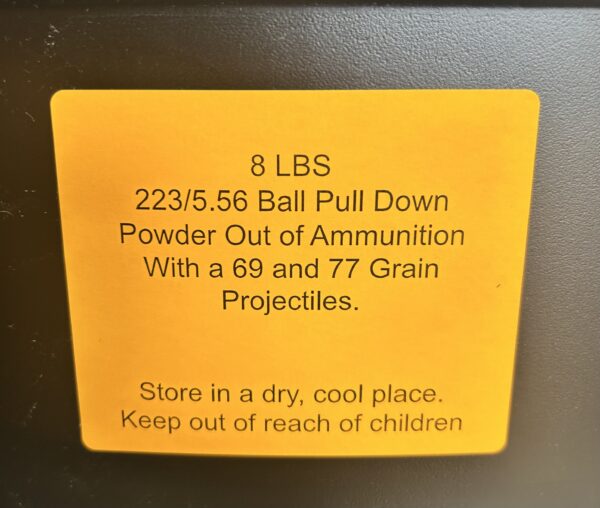 8 LBS
223/5.56 Ball Pull Down
Powder Out of Ammunition
With a 69 and 77 Grain
Projectiles.
Store in a dry, cool place.
Keep out of reach of children